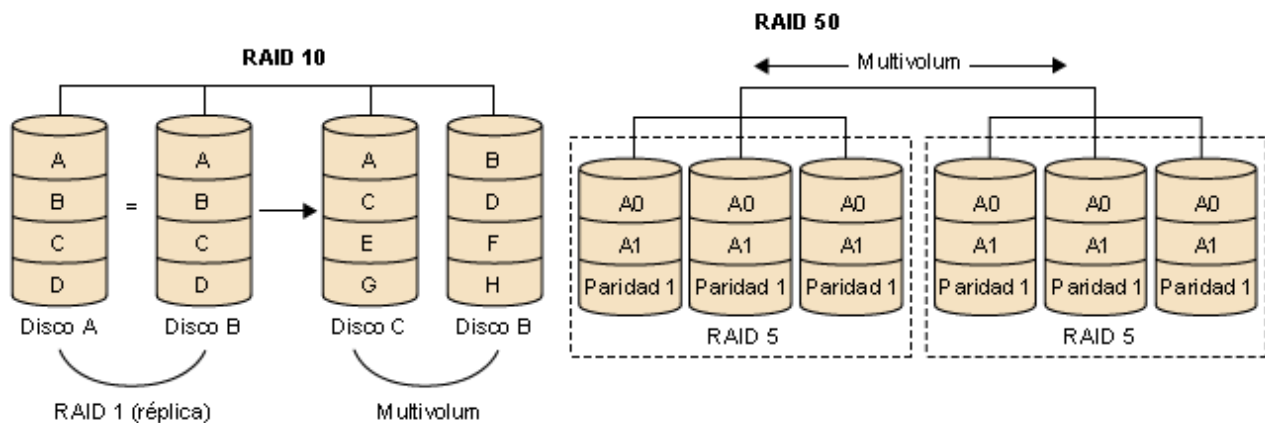 RAID 10
A A A B
B = B C D
C C E F
D D G H
Disco A Disco B Disco C Disco B
RAID 1 (réplica) Multivolum
RAID 50
Multivolum
A0 A0 A0 A0 A0 A0
A1 A1 A1 A1 A1 A1
Paridad 1 Paridad 1 Paridad 1 Paridad 1 Paridad 1 Paridad 1
RAID 5 RAID 5